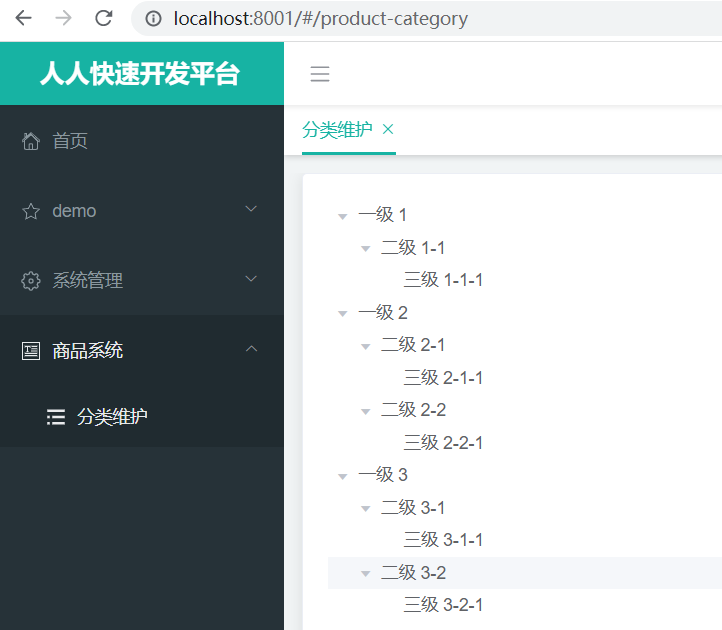 localhost:8001/#/product-category
人人快速开发平台
首页
demo
系统管理
商品系统
分类维护
分类维护
一级 1
二级 1-1
三级 1-1-1
一级 2
二级 2-1
三级 2-1-1
二级 2-2
三级 2-2-1
一级 3
二级 3-1
三级 3-1-1
二级 3-2
三级 3-2-1